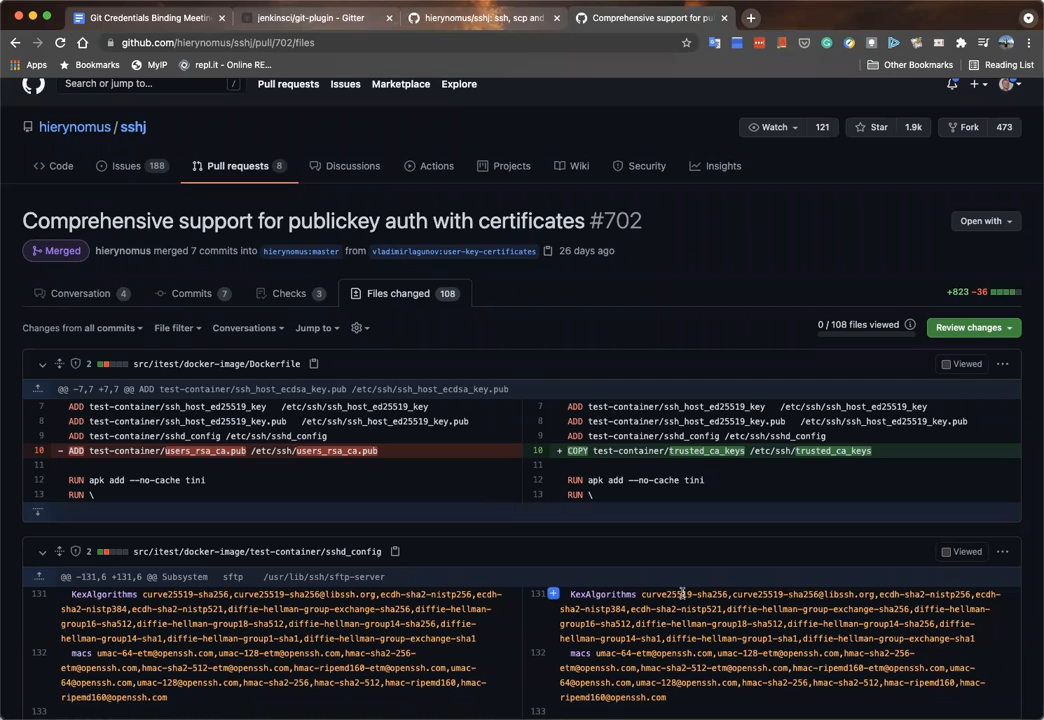 Git Credentials Binding Meetin
jenkinsci/git-plugin - Gitter
hierynomus/sshj: ssh, scp and
Comprehensive support for pu
github.com/hierynomus/sshj/pull/702/files
Apps
Bookmarks
MyIP
repl.it - Online RE...
Other Bookmarks
Reading List
Search or jump to...
/
Pull requests
Issues
Marketplace
Explore
hierynomus / sshj
Watch
121
Star
1.9k
Fork
473
Code
Issues 188
Pull requests 8
Discussions
Actions
Projects
Wiki
Security
Insights
Comprehensive support for publickey auth with certificates #702
Open with
Merged
hierynomus merged 7 commits into hierynomus:master from vladimirlagunov:user-key-certificates 26 days ago
Conversation 4
Commits 7
Checks 3
Files changed 108
+823 −36
Changes from all commits
File filter
Conversations
Jump to
0 / 108 files viewed
Review changes
2 src/itest/docker-image/Dockerfile
Viewed
@@ -7,7 +7,7 @@ ADD test-container/ssh_host_ecdsa_key.pub /etc/ssh/ssh_host_ecdsa_key.pub
7 ADD test-container/ssh_host_ed25519_key /etc/ssh/ssh_host_ed25519_key
8 ADD test-container/ssh_host_ed25519_key.pub /etc/ssh/ssh_host_ed25519_key.pub
9 ADD test-container/sshd_config /etc/ssh/sshd_config
10 - ADD test-container/users_rsa_ca.pub /etc/ssh/users_rsa_ca.pub
11
12 RUN apk add --no-cache tini
13 RUN \
7 ADD test-container/ssh_host_ed25519_key /etc/ssh/ssh_host_ed25519_key
8 ADD test-container/ssh_host_ed25519_key.pub /etc/ssh/ssh_host_ed25519_key.pub
9 ADD test-container/sshd_config /etc/ssh/sshd_config
10 + COPY test-container/trusted_ca_keys /etc/ssh/trusted_ca_keys
11
12 RUN apk add --no-cache tini
13 RUN \
2 src/itest/docker-image/test-container/sshd_config
Viewed
@@ -131,6 +131,6 @@ Subsystem sftp /usr/lib/ssh/sftp-server
131 KexAlgorithms curve25519-sha256,curve25519-sha256@libssh.org,ecdh-sha2-nistp256,ecdh-
sha2-nistp384,ecdh-sha2-nistp521,diffie-hellman-group-exchange-sha256,diffie-hellman-
group16-sha512,diffie-hellman-group18-sha512,diffie-hellman-group14-sha256,diffie-
hellman-group14-sha1,diffie-hellman-group1-sha1,diffie-hellman-group-exchange-sha1
132 macs umac-64-etm@openssh.com,umac-128-etm@openssh.com,hmac-sha2-256-
etm@openssh.com,hmac-sha2-512-etm@openssh.com,hmac-ripemd160-etm@openssh.com,umac-
64@openssh.com,umac-128@openssh.com,hmac-sha2-256,hmac-sha2-512,hmac-ripemd160,hmac-
ripemd160@openssh.com
133
131 KexAlgorithms curve25519-sha256,curve25519-sha256@libssh.org,ecdh-sha2-nistp256,ecdh-
sha2-nistp384,ecdh-sha2-nistp521,diffie-hellman-group-exchange-sha256,diffie-hellman-
group16-sha512,diffie-hellman-group18-sha512,diffie-hellman-group14-sha256,diffie-
hellman-group14-sha1,diffie-hellman-group1-sha1,diffie-hellman-group-exchange-sha1
132 macs umac-64-etm@openssh.com,umac-128-etm@openssh.com,hmac-sha2-256-
etm@openssh.com,hmac-sha2-512-etm@openssh.com,hmac-ripemd160-etm@openssh.com,umac-
64@openssh.com,umac-128@openssh.com,hmac-sha2-256,hmac-sha2-512,hmac-ripemd160,hmac-
ripemd160@openssh.com
133